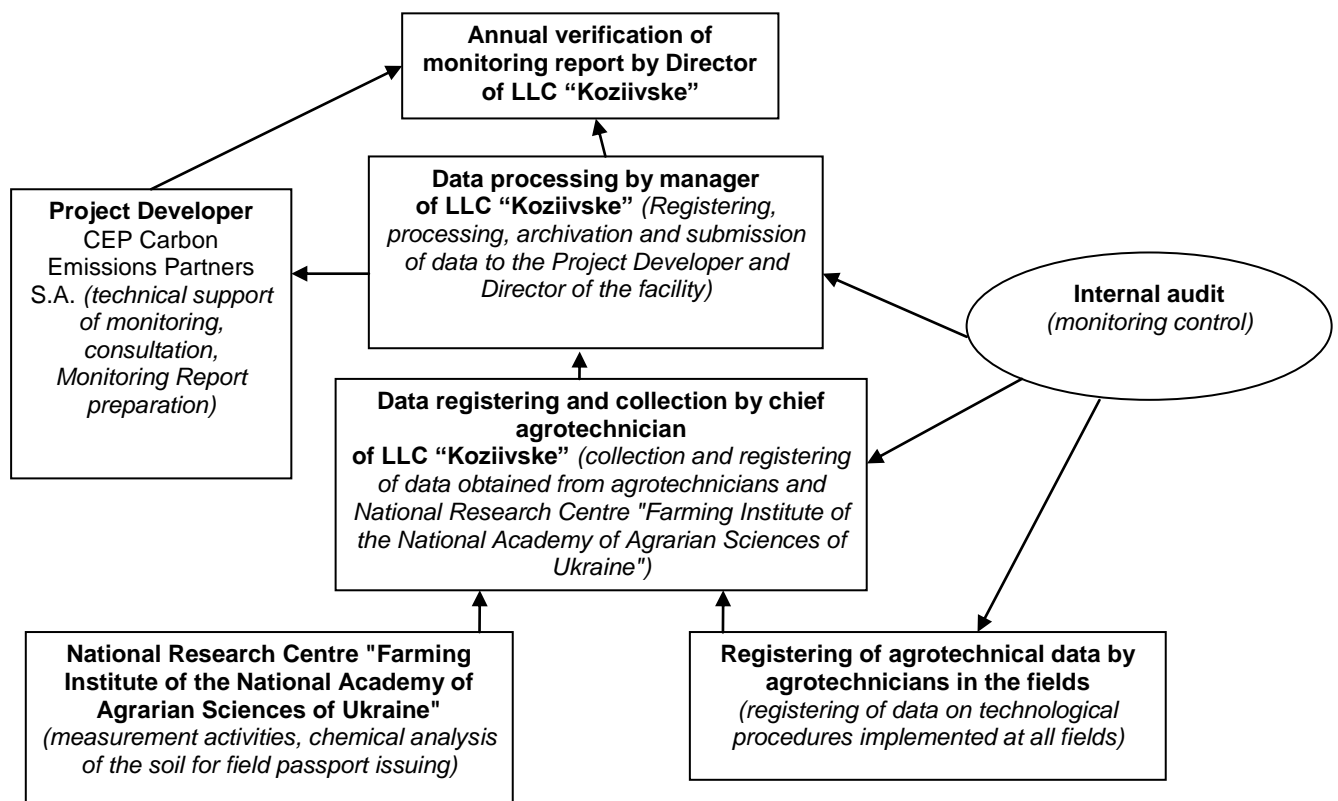 Annual verification of
monitoring report by Director
of LLC “Koziivske”
Data processing by manager
of LLC “Koziivske” (Registering,
processing, archivation and submission
of data to the Project Developer and
Director of the facility)
Project Developer
CEP Carbon
Emissions Partners
S.A. (technical support
of monitoring,
consultation,
Monitoring Report
preparation)
Internal audit
(monitoring control)
Data registering and collection by chief
agrotechnician
of LLC “Koziivske” (collection and registering
of data obtained from agrotechnicians and
National Research Centre "Farming Institute of
the National Academy of Agrarian Sciences of
Ukraine")
National Research Centre "Farming
Institute of the National Academy of
Agrarian Sciences of Ukraine"
(measurement activities, chemical analysis
of the soil for field passport issuing)
Registering of agrotechnical data by
agrotechnicians in the fields
(registering of data on technological
procedures implemented at all fields)